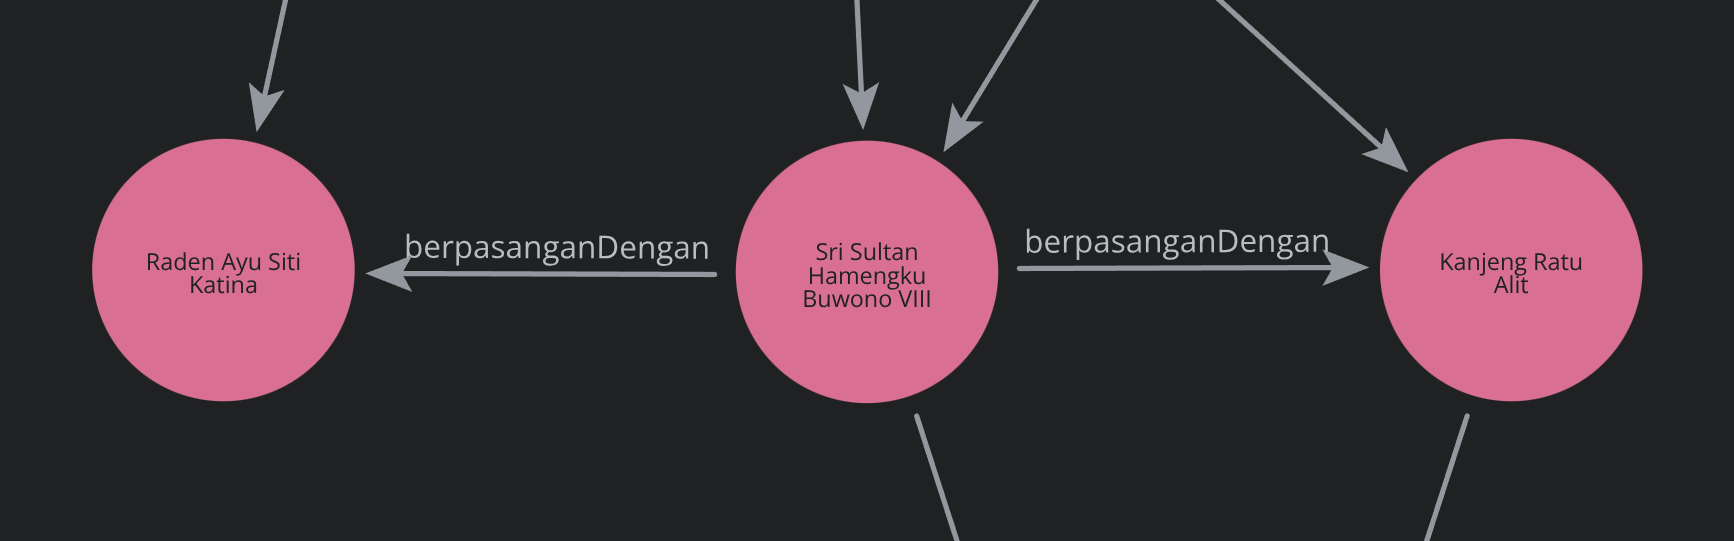 Raden Ayu Siti
Katina
berpasanganDengan
Sri Sultan
Hamengku
Buwono VIII
berpasanganDengan
Kanjeng Ratu
Alit